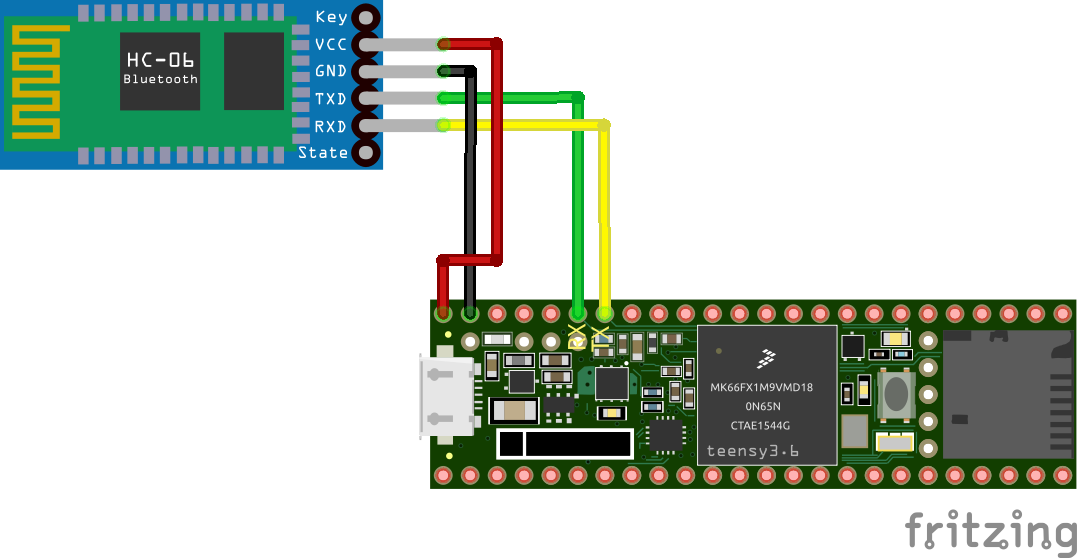 Key
VCC
HC-06
Bluetooth
GND
TXD
RXD
State
RX
TX
MK66FX1M9VMD18
0N65N
CTAE1544G
teensy3.6
fritzing